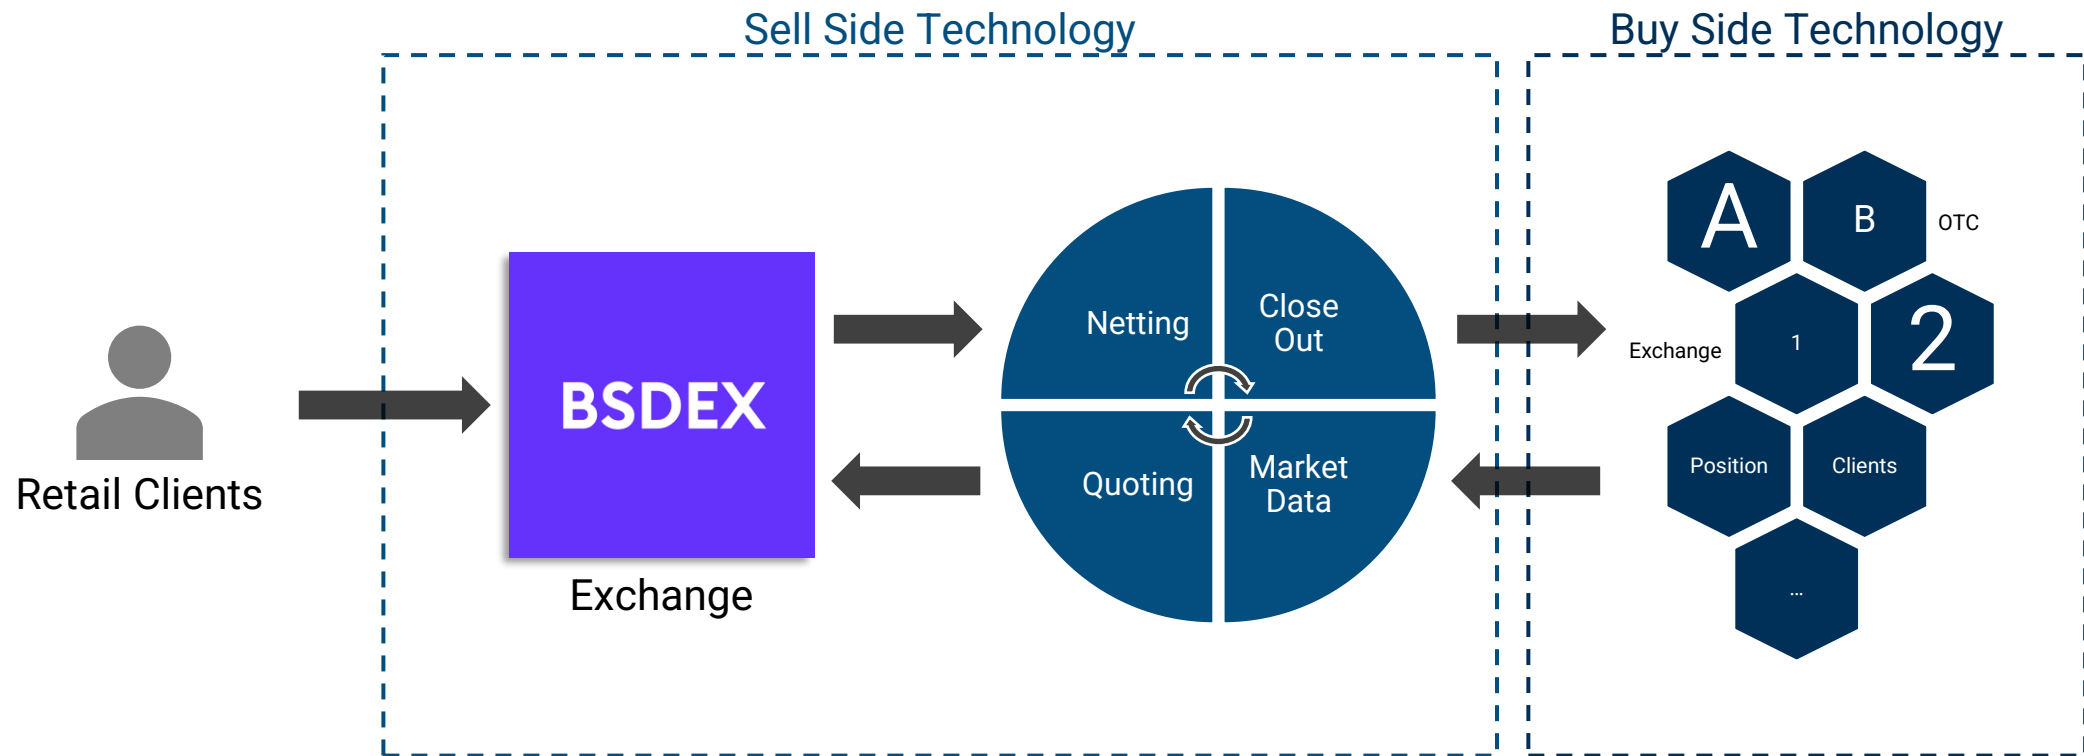 Sell Side Technology
Buy Side Technology
Retail Clients
BSDEX
Exchange
Netting
Close
Out
Quoting
Market
Data
A
B
OTC
Exchange
1
2
Position
Clients
...